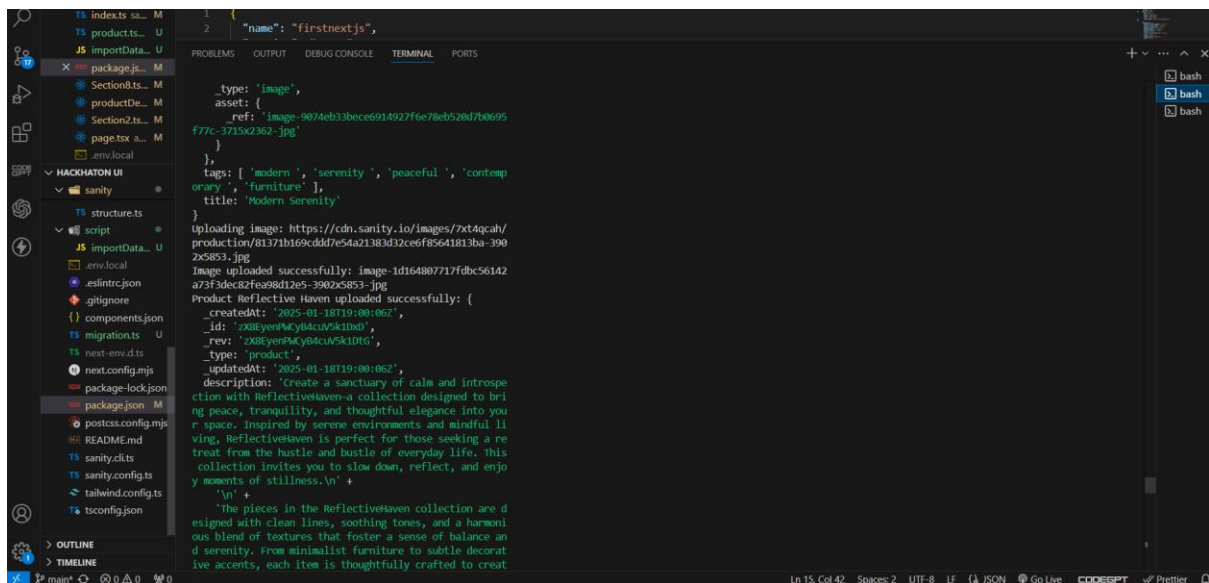 TS index.ts sa... M
TS product.ts... U
JS importData... U
package.js... M
Section8.ts... M
productDe... M
Section2.ts... M
page.tsx a... M
.env.local
HACKHATON UI
sanity
TS structure.ts
script
JS importData... U
.env.local
.eslintrc.json
.gitignore
{} components.json
TS migration.ts U
TS next-env.d.ts
next.config.mjs
package-lock.json
package.json M
postcss.config.mjs
README.md
TS sanity.cli.ts
TS sanity.config.ts
tailwind.config.ts
tsconfig.json
OUTLINE
TIMELINE
17
1
1 {
2 "name": "firstnextjs",
PROBLEMS OUTPUT DEBUG CONSOLE TERMINAL PORTS
_type: 'image',
asset: {
_ref: 'image-9074eb33bece6914927f6e78eb520d7b0695
f77c-3715x2362-jpg'
}
},
tags: [ 'modern ', 'serenity ', 'peaceful ', 'contemp
orary ', 'furniture' ],
title: 'Modern Serenity'
}
Uploading image: https://cdn.sanity.io/images/7xt4qcah/
production/81371b169cddd7e54a21383d32ce6f85641813ba-390
2x5853.jpg
Image uploaded successfully: image-1d164807717fdbc56142
a73f3dec82fea98d12e5-3902x5853-jpg
Product Reflective Haven uploaded successfully: {
_createdAt: '2025-01-18T19:00:06Z',
_id: 'zX8EyenPWCyB4cuV5k1DxD',
_rev: 'zX8EyenPWCyB4cuV5k1DtG',
_type: 'product',
_updatedAt: '2025-01-18T19:00:06Z',
description: 'Create a sanctuary of calm and introspe
ction with ReflectiveHaven—a collection designed to bri
ng peace, tranquility, and thoughtful elegance into you
r space. Inspired by serene environments and mindful li
ving, ReflectiveHaven is perfect for those seeking a re
treat from the hustle and bustle of everyday life. This
collection invites you to slow down, reflect, and enjo
y moments of stillness.\n' +
'\n' +
'The pieces in the ReflectiveHaven collection are d
esigned with clean lines, soothing tones, and a harmoni
ous blend of textures that foster a sense of balance an
d serenity. From minimalist furniture to subtle decorat
ive accents, each item is thoughtfully crafted to creat
bash
bash
bash
main* 0 0 0 Ln 15, Col 42 Spaces: 2 UTF-8 LF {} JSON Go Live CODEGPT Prettier